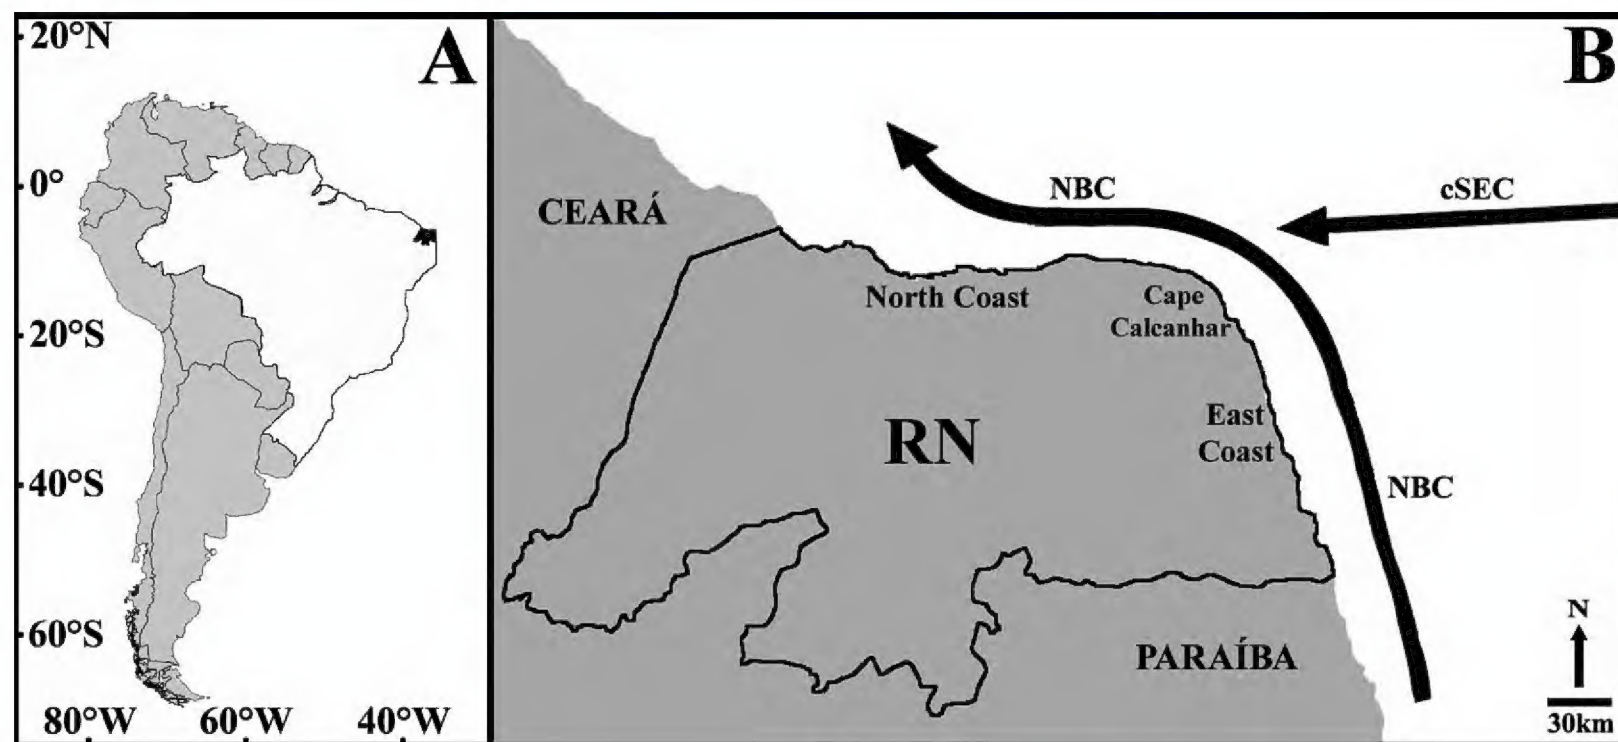 A
20°N
0°
20°S
40°S
60°S
80°W 60°W 40°W
B
NBC
cSEC
CEARÁ
North Coast
Cape
Calcanhar
RN
East
Coast
NBC
PARAÍBA
N
30km